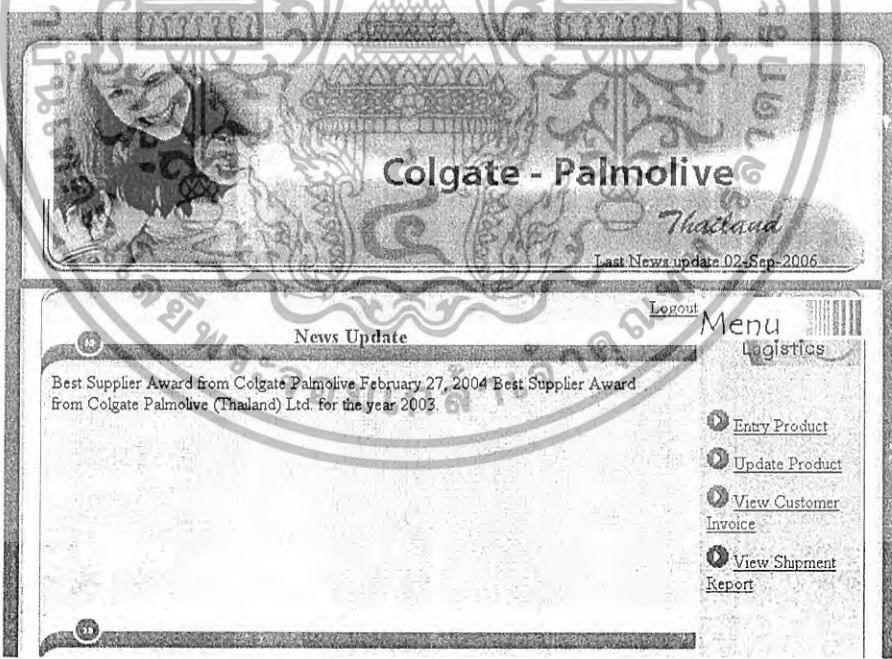 Colgate - Palmolive
Thailand
Last News update 02-Sep-2006
Logout
News Update
Best Supplier Award from Colgate Palmolive February 27, 2004 Best Supplier Award
from Colgate Palmolive (Thailand) Ltd. for the year 2003.
Menu
Logistics
Entry Product
Update Product
View Customer
Invoice
View Shipment
Report